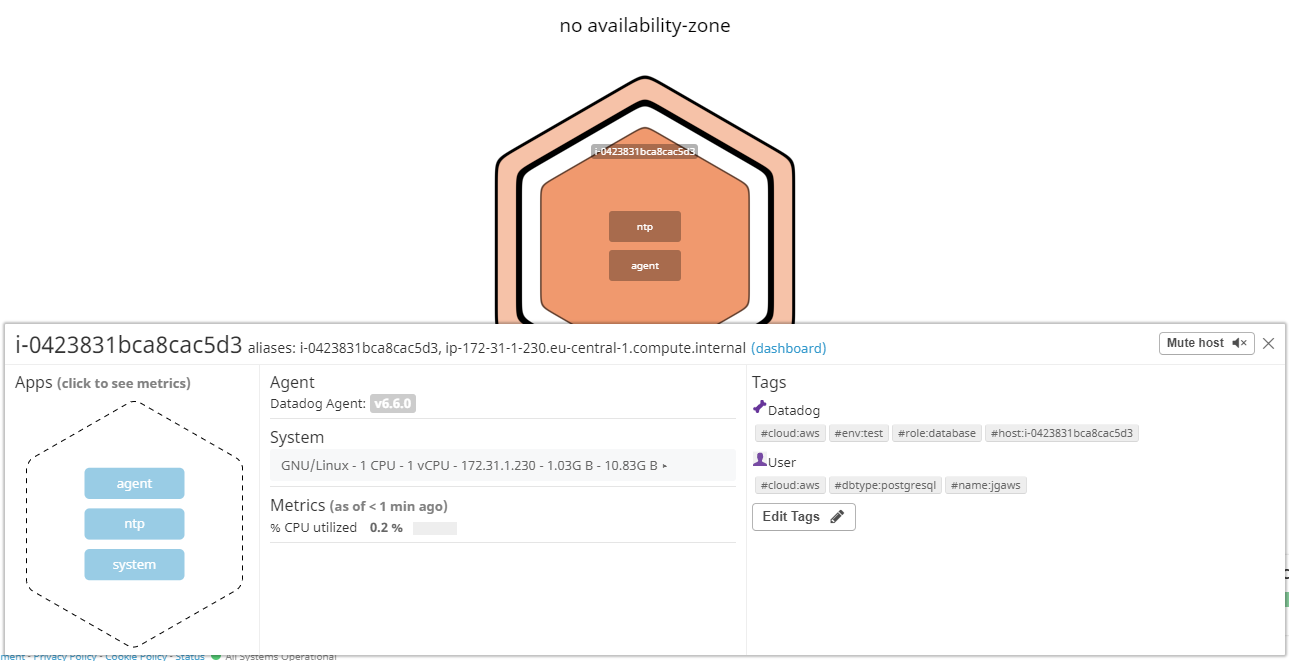 no availability-zone
i-0423831bca8cac5d3
ntp
agent
i-0423831bca8cac5d3 aliases: i-0423831bca8cac5d3, ip-172-31-1-230.eu-central-1.compute.internal (dashboard)
Mute host
Apps (click to see metrics)
agent
ntp
system
Agent
Datadog Agent: v6.6.0
System
GNU/Linux - 1 CPU - 1 vCPU - 172.31.1.230 - 1.03G B - 10.83G B ▸
Metrics (as of < 1 min ago)
% CPU utilized 0.2 %
Tags
Datadog
#cloud:aws #env:test #role:database #host:i-0423831bca8cac5d3
User
#cloud:aws #dbtype:postgresql #name:jgaws
Edit Tags
Privacy Policy - Cookie Policy - Status All Systems Operational